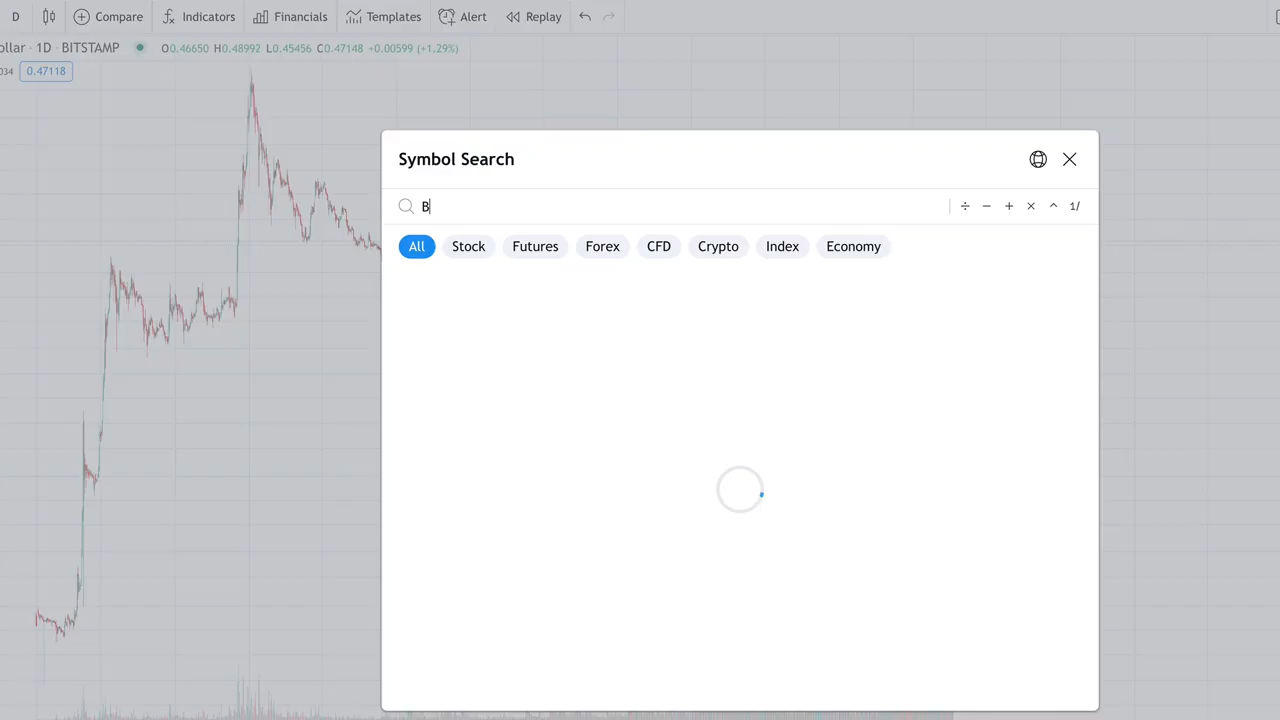 D Compare Indicators Financials Templates Alert Replay
ollar · 1D · BITSTAMP O0.46650 H0.48992 L0.45456 C0.47148 +0.00599 (+1.29%)
034 0.47118
Symbol Search
B ÷ − + × ^ 1/
All Stock Futures Forex CFD Crypto Index Economy